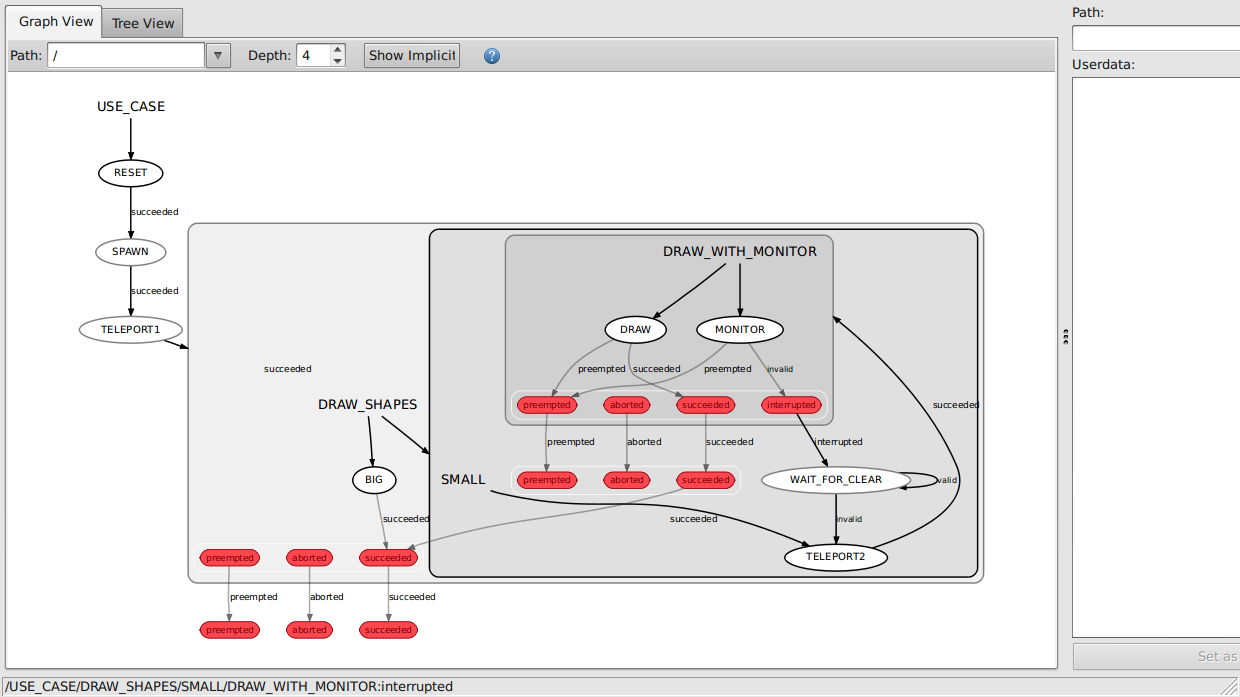 Graph View
Tree View
Path:
Path: /
Depth: 4
Show Implicit
?
Userdata:
USE_CASE
RESET
succeeded
SPAWN
succeeded
TELEPORT1
succeeded
DRAW_WITH_MONITOR
DRAW
MONITOR
preempted
succeeded
preempted
invalid
preempted
aborted
succeeded
interrupted
succeeded
DRAW_SHAPES
preempted
aborted
succeeded
interrupted
BIG
SMALL
preempted
aborted
succeeded
WAIT_FOR_CLEAR
valid
succeeded
succeeded
invalid
preempted
aborted
succeeded
TELEPORT2
preempted
aborted
succeeded
preempted
aborted
succeeded
Set as
/USE_CASE/DRAW_SHAPES/SMALL/DRAW_WITH_MONITOR:interrupted